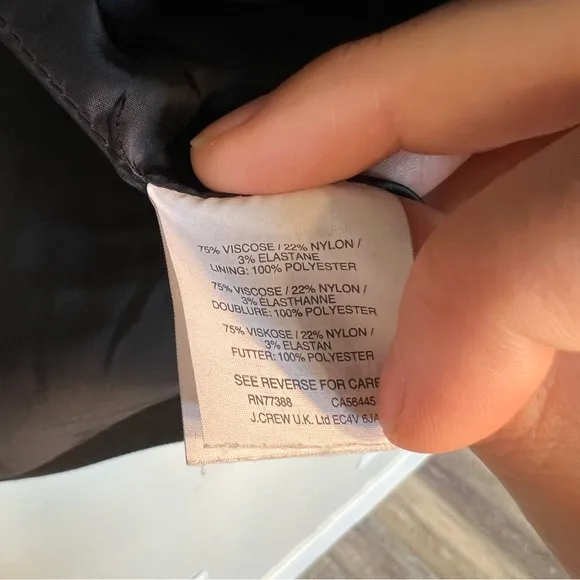 75% VISCOSE / 22% NYLON /
3% ELASTANE
LINING: 100% POLYESTER
75% VISCOSE / 22% NYLON /
3% ÉLASTHANNE
DOUBLURE: 100% POLYESTER
75% VISKOSE / 22% NYLON /
3% ELASTAN
FUTTER: 100% POLYESTER
SEE REVERSE FOR CARE
RN77388 CA56445
J.CREW U.K. Ltd EC4V